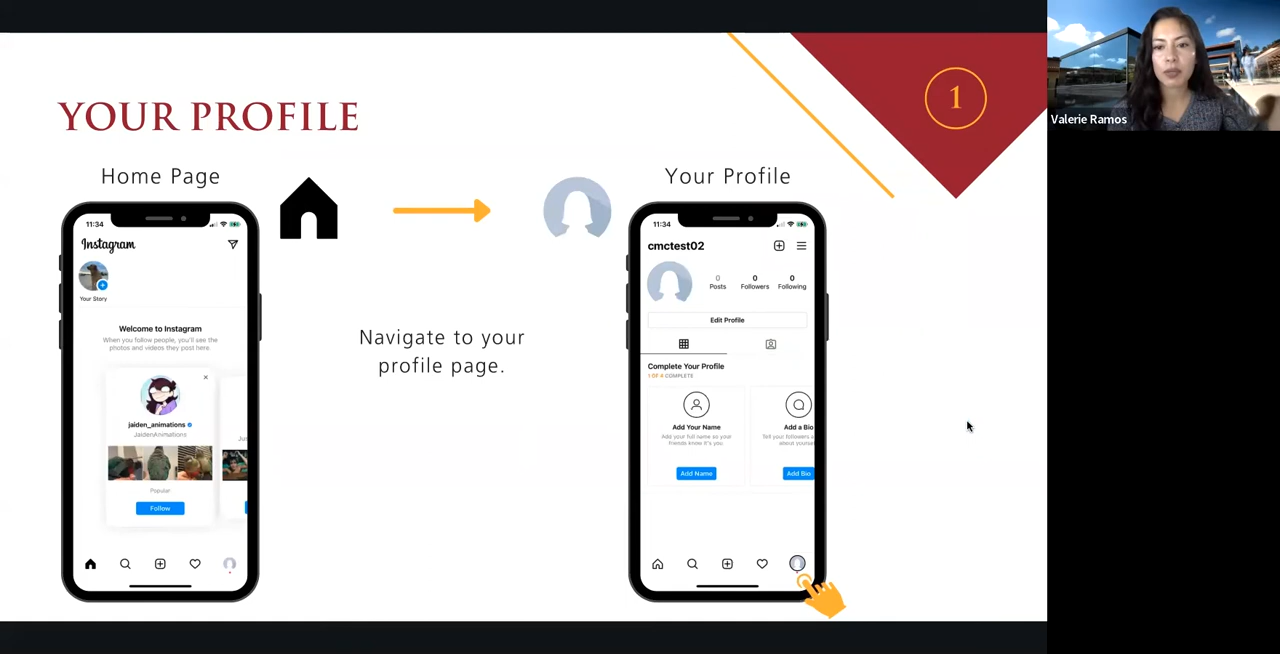 YOUR PROFILE
1
Valerie Ramos
Home Page
Your Profile
11:34
Instagram
Your Story
Welcome to Instagram
When you follow people, you'll see the
photos and videos they post here.
jaiden_animations
JaidenAnimations
Popular
Follow
Navigate to your
profile page.
11:34
cmctest02
0
Posts
0
Followers
0
Following
Edit Profile
Complete Your Profile
1 OF 4 COMPLETE
Add Your Name
Add your full name so your
friends know it's you.
Add Name
Add a Bio
Tell your followers a
about yourse
Add Bio